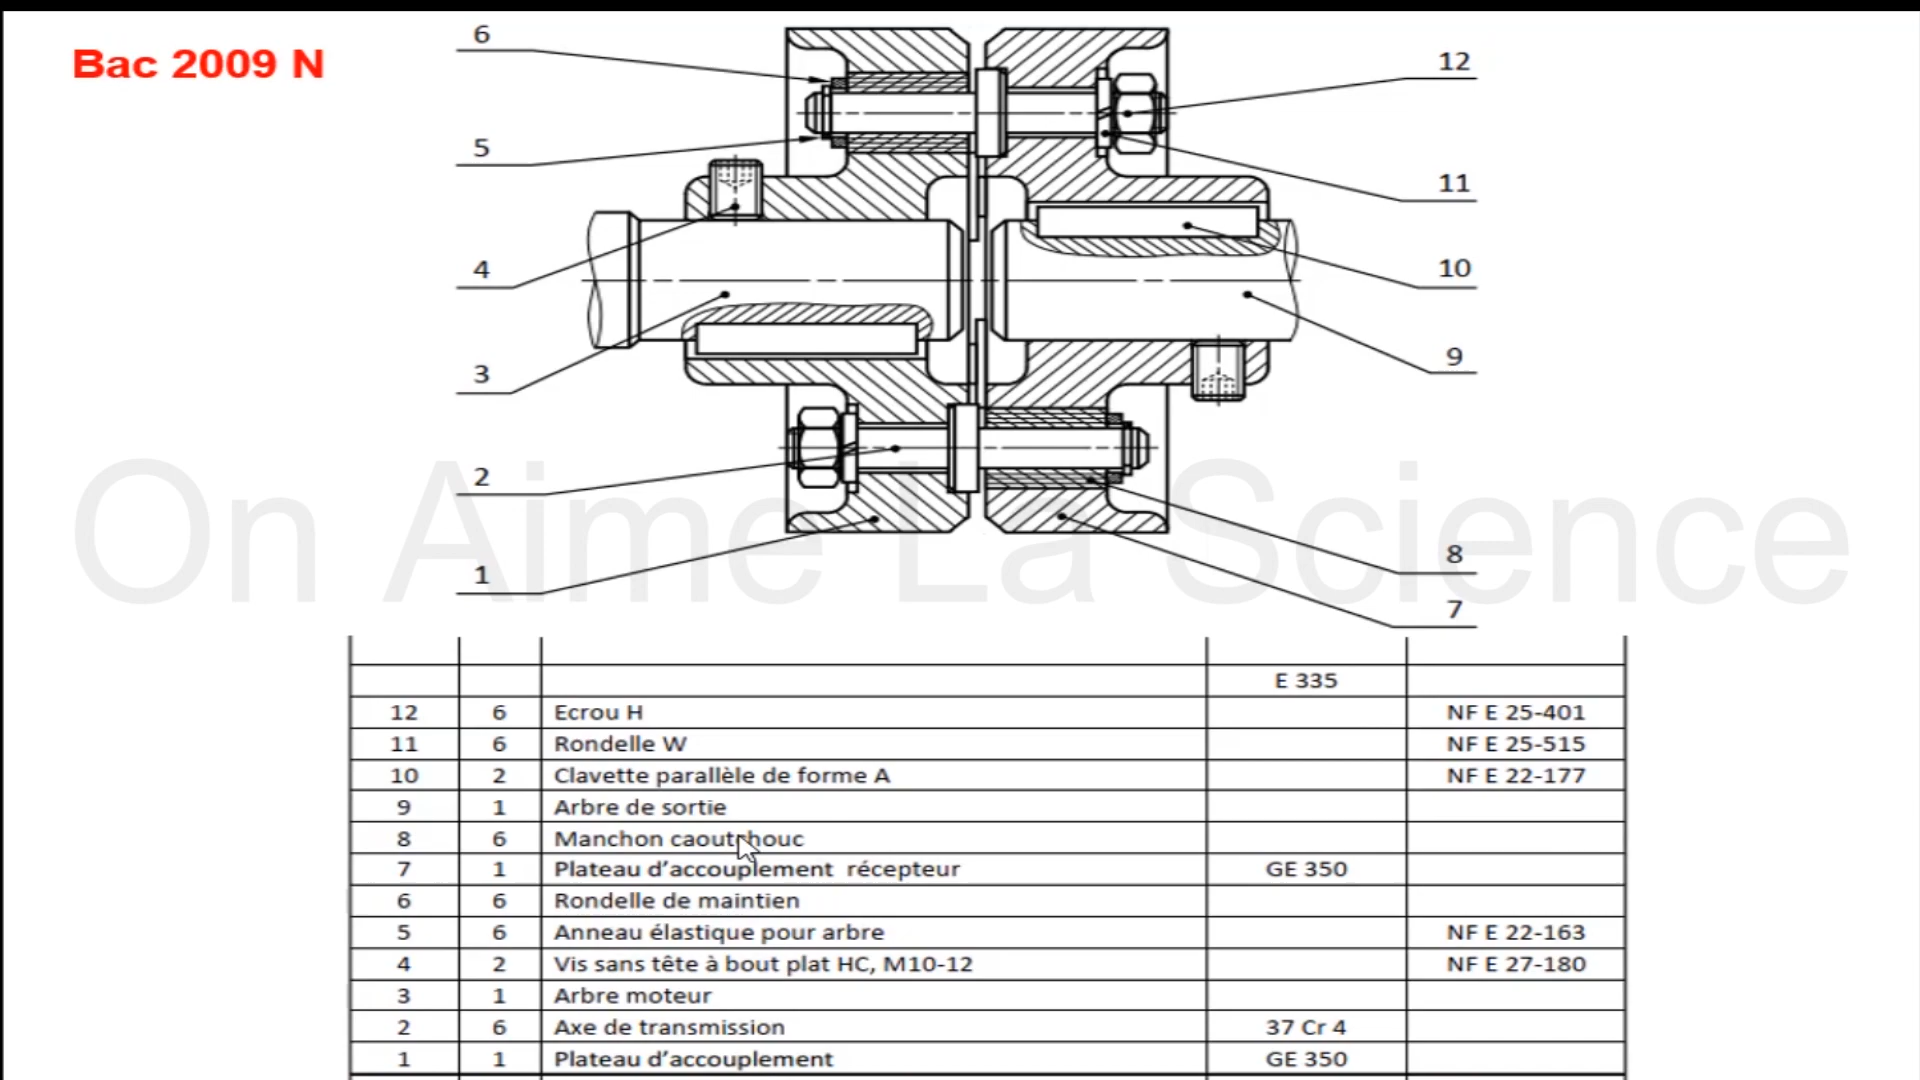 Bac 2009 N
6
12
5
11
4
10
3
9
2
8
1
7
On Aime La Science
E 335
12 6 Ecrou H NF E 25-401
11 6 Rondelle W NF E 25-515
10 2 Clavette parallèle de forme A NF E 22-177
9 1 Arbre de sortie
8 6 Manchon caoutchouc
7 1 Plateau d’accouplement récepteur GE 350
6 6 Rondelle de maintien
5 6 Anneau élastique pour arbre NF E 22-163
4 2 Vis sans tête à bout plat HC, M10-12 NF E 27-180
3 1 Arbre moteur
2 6 Axe de transmission 37 Cr 4
1 1 Plateau d’accouplement GE 350